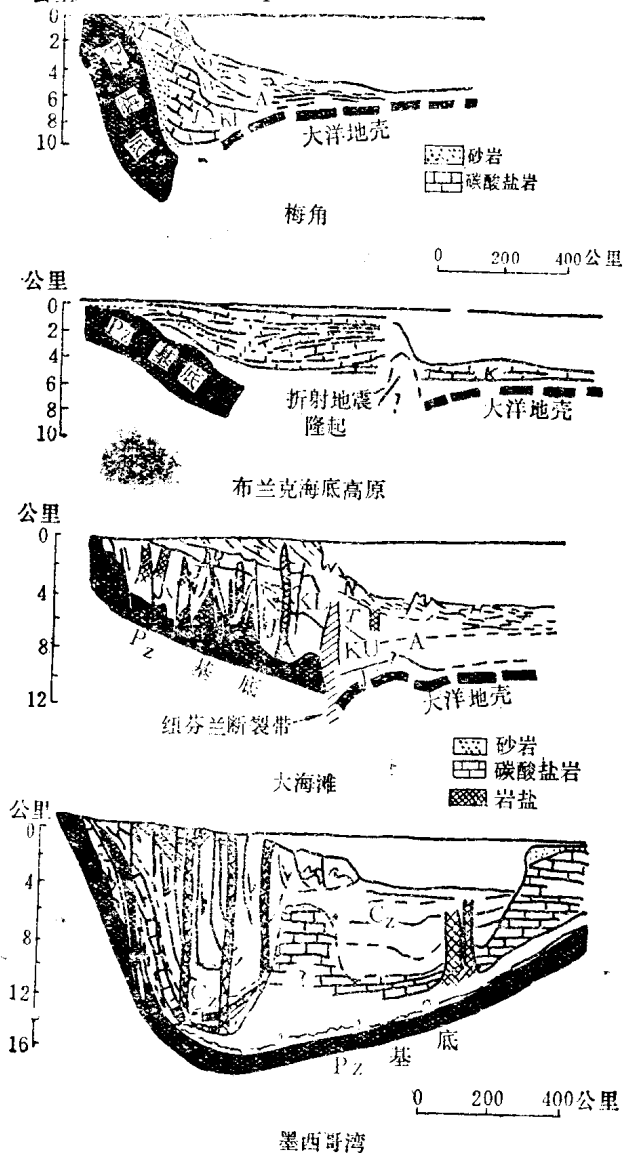 0
2
4
6
8
10
Pz
基
底
Kl
A
大洋地壳
砂岩
碳酸盐岩
梅角
0 200 400公里
公里
0
2
4
6
8
10
Pz
基
底
K
折射地震
隆起
?
大洋地壳
布兰克海底高原
公里
0
4
8
12
Pz 基 底
J
T
KU
A
?
大洋地壳
纽芬兰断裂带
大海滩
砂岩
碳酸盐岩
岩盐
公里
0
4
8
12
16
Cz
Cz
?
Pz 基 底
0 200 400公里
墨西哥湾